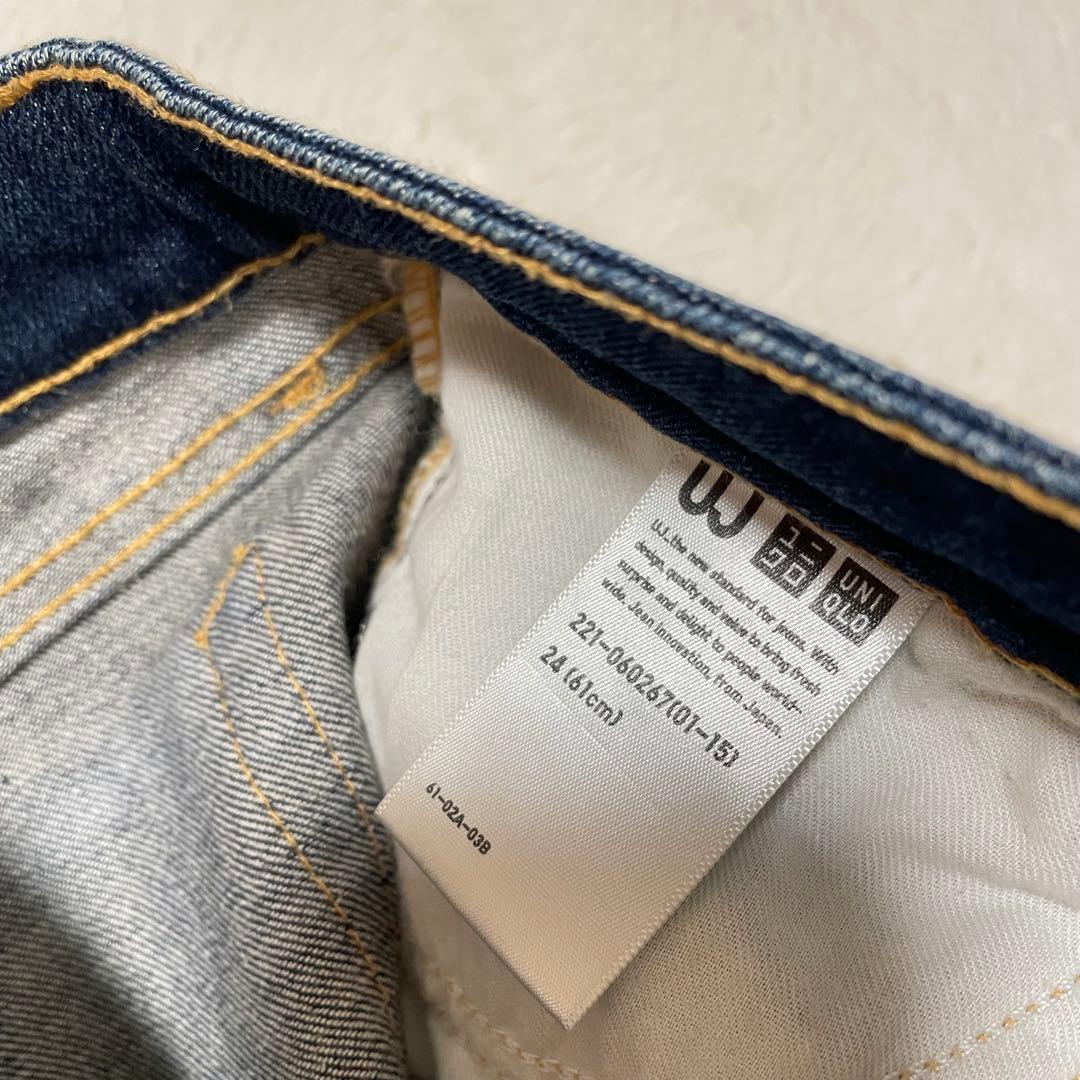 UJ
ユニ
クロ
UNI
QLO
UJ, the new standard for jeans. With
design, quality and value to bring fresh
surprise and delight to people world-
wide. Jean innovation, from Japan.
221-060267(01-15)
24(61cm)
61-02A-03B